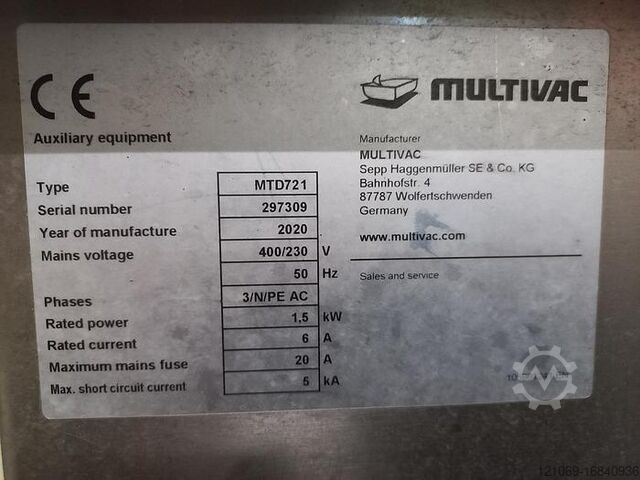 CE
MULTIVAC
Auxiliary equipment
Type MTD721
Serial number 297309
Year of manufacture 2020
Mains voltage 400/230 V
50 Hz
Phases 3/N/PE AC
Rated power 1,5 kW
Rated current 6 A
Maximum mains fuse 20 A
Max. short circuit current 5 kA
Manufacturer
MULTIVAC
Sepp Haggenmüller SE & Co. KG
Bahnhofstr. 4
87787 Wolfertschwenden
Germany
www.multivac.com
Sales and service
121069-16840936